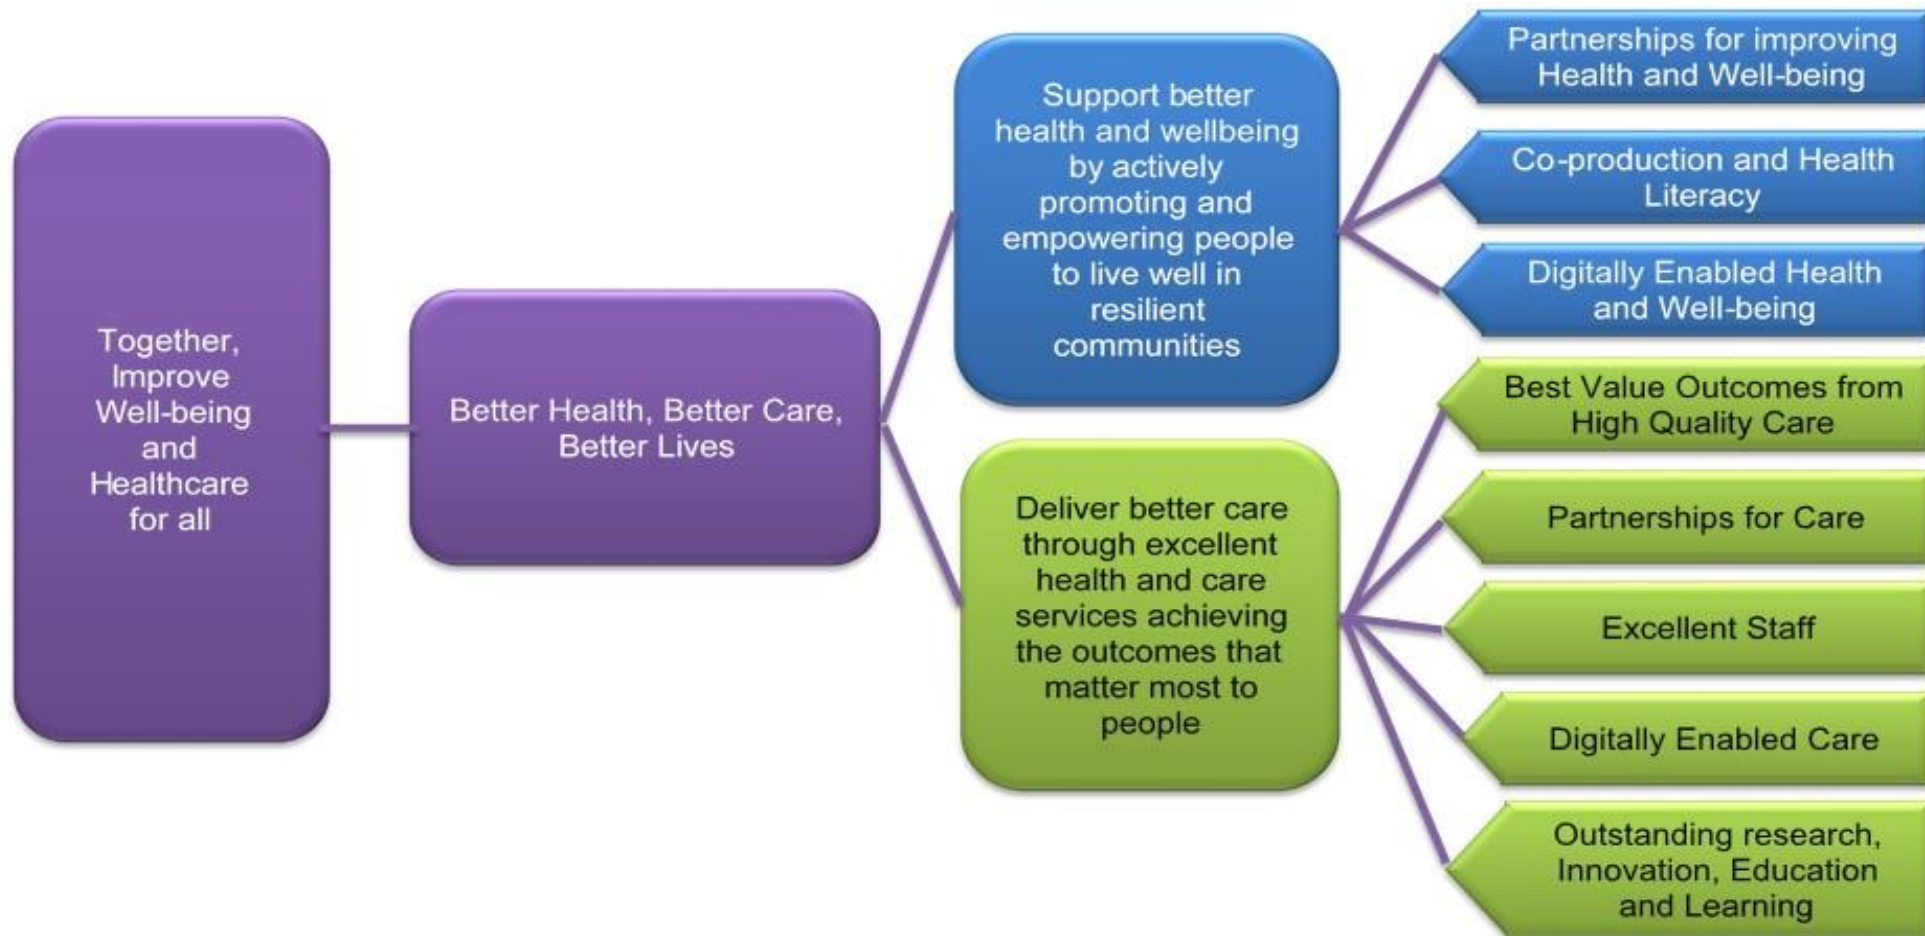 Together,
Improve
Well-being
and
Healthcare
for all
Better Health, Better Care,
Better Lives
Support better
health and wellbeing
by actively
promoting and
empowering people
to live well in
resilient
communities
Partnerships for improving
Health and Well-being
Co-production and Health
Literacy
Digitally Enabled Health
and Well-being
Deliver better care
through excellent
health and care
services achieving
the outcomes that
matter most to
people
Best Value Outcomes from
High Quality Care
Partnerships for Care
Excellent Staff
Digitally Enabled Care
Outstanding research,
Innovation, Education
and Learning